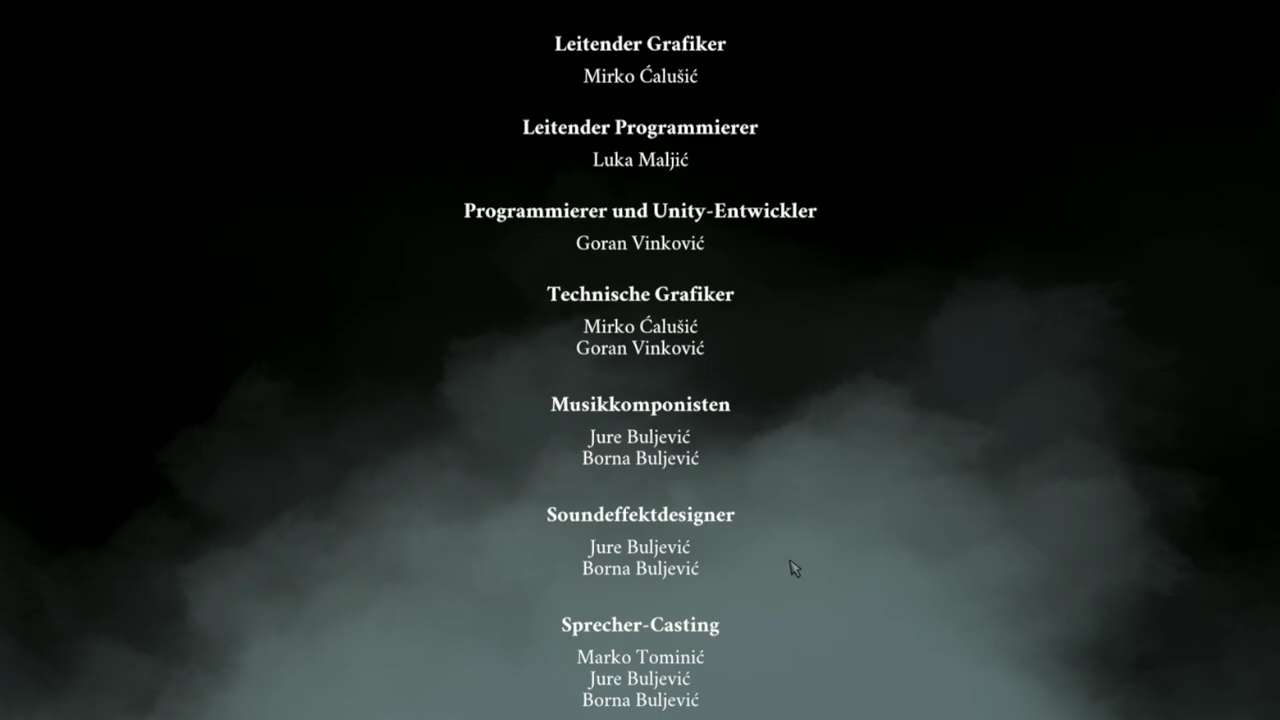 Leitender Grafiker
Mirko Ćalušić
Leitender Programmierer
Luka Maljić
Programmierer und Unity-Entwickler
Goran Vinković
Technische Grafiker
Mirko Ćalušić
Goran Vinković
Musikkomponisten
Jure Buljević
Borna Buljević
Soundeffektdesigner
Jure Buljević
Borna Buljević
Sprecher-Casting
Marko Tominić
Jure Buljević
Borna Buljević